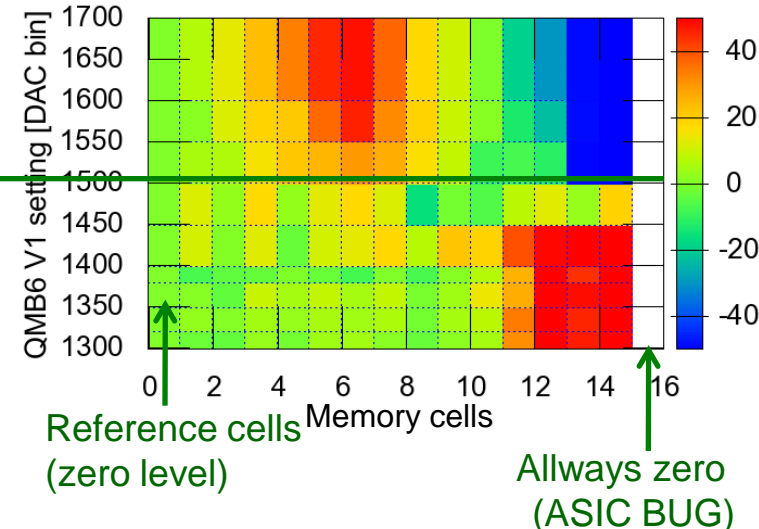 QMB6 V1 setting [DAC bin]
1700
1650
1600
1550
1500
1450
1400
1350
1300
0 2 4 6 8 10 12 14 16
Memory cells
40
20
0
-20
-40
Reference cells
(zero level)
Allways zero
(ASIC BUG)